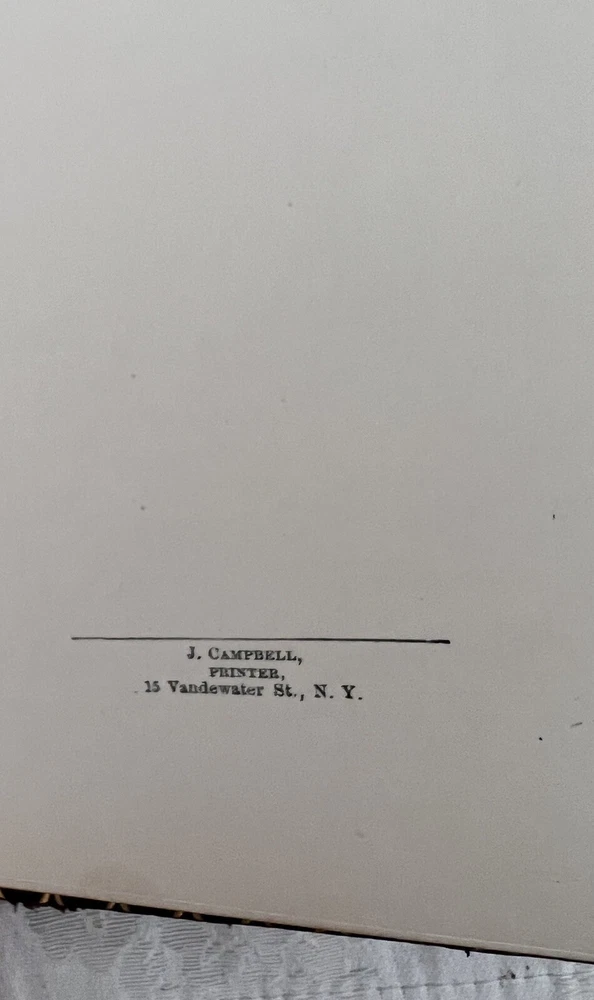 J. CAMPBELL,
PRINTER,
15 Vandewater St., N. Y.